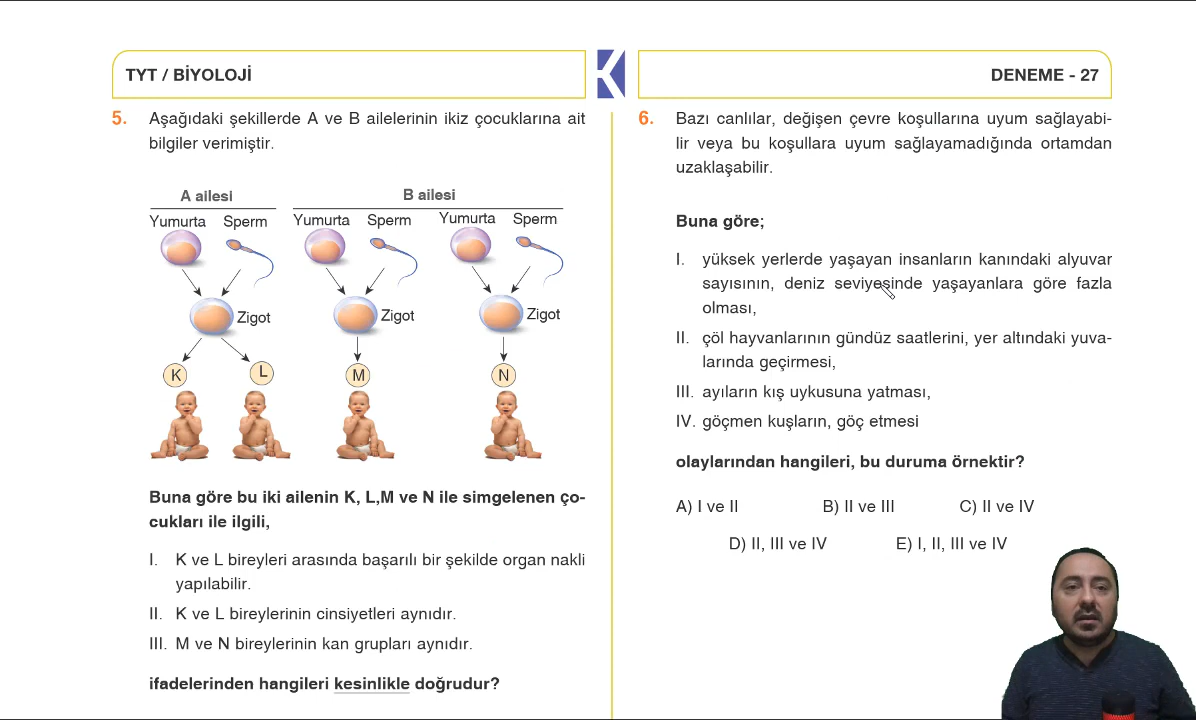 TYT / BİYOLOJİ
DENEME - 27
5. Aşağıdaki şekillerde A ve B ailelerinin ikiz çocuklarına ait
bilgiler verimiştir.
A ailesi
B ailesi
Yumurta Sperm Yumurta Sperm Yumurta Sperm
Zigot Zigot Zigot
K L M N
Buna göre bu iki ailenin K, L,M ve N ile simgelenen ço-
cukları ile ilgili,
I. K ve L bireyleri arasında başarılı bir şekilde organ nakli
yapılabilir.
II. K ve L bireylerinin cinsiyetleri aynıdır.
III. M ve N bireylerinin kan grupları aynıdır.
ifadelerinden hangileri kesinlikle doğrudur?
6. Bazı canlılar, değişen çevre koşullarına uyum sağlayabi-
lir veya bu koşullara uyum sağlayamadığında ortamdan
uzaklaşabilir.
Buna göre;
I. yüksek yerlerde yaşayan insanların kanındaki alyuvar
sayısının, deniz seviyesinde yaşayanlara göre fazla
olması,
II. çöl hayvanlarının gündüz saatlerini, yer altındaki yuva-
larında geçirmesi,
III. ayıların kış uykusuna yatması,
IV. göçmen kuşların, göç etmesi
olaylarından hangileri, bu duruma örnektir?
A) I ve II B) II ve III C) II ve IV
D) II, III ve IV E) I, II, III ve IV